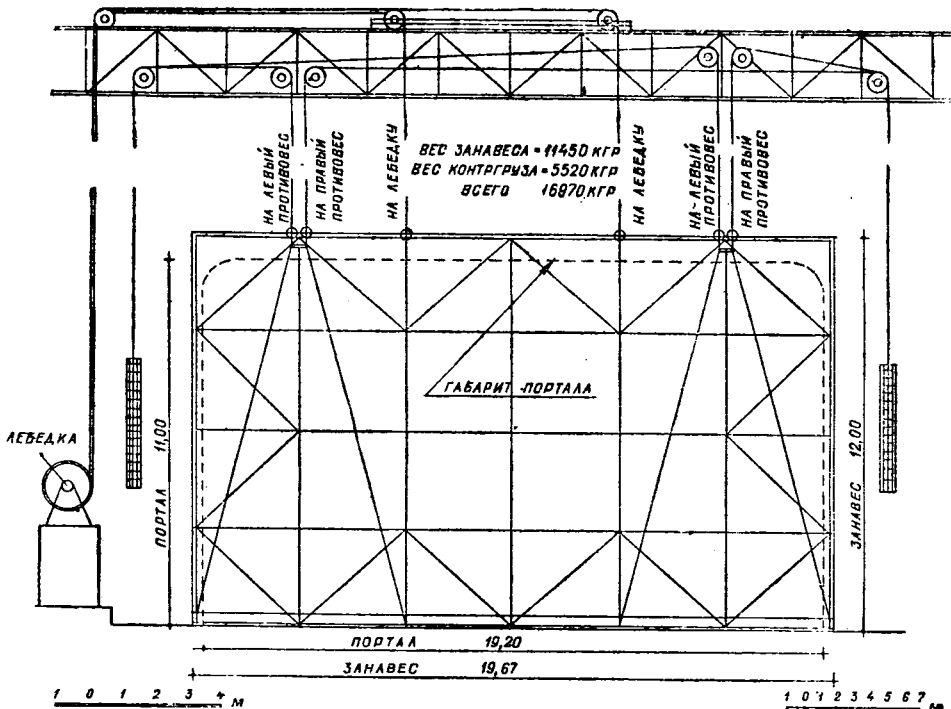 ВЕС ЗАНАВЕСА = 11450 КГР
ВЕС КОНТРГРУЗА = 5520 КГР
ВСЕГО 16970 КГР
НА ЛЕВЫЙ
ПРОТИВОВЕС
НА ПРАВЫЙ
ПРОТИВОВЕС
НА ЛЕБЕДКУ
НА ЛЕБЕДКУ
НА-ЛЕВЫЙ
ПРОТИВОВЕС
НА ПРАВЫЙ
ПРОТИВОВЕС
ГАБАРИТ ПОРТАЛА
ЛЕБЕДКА
ПОРТАЛ 11,00
ЗАНАВЕС 12,00
ПОРТАЛ 19,20
ЗАНАВЕС 19,67
1 0 1 2 3 4 М
1 0 1 2 3 4 5 6 7